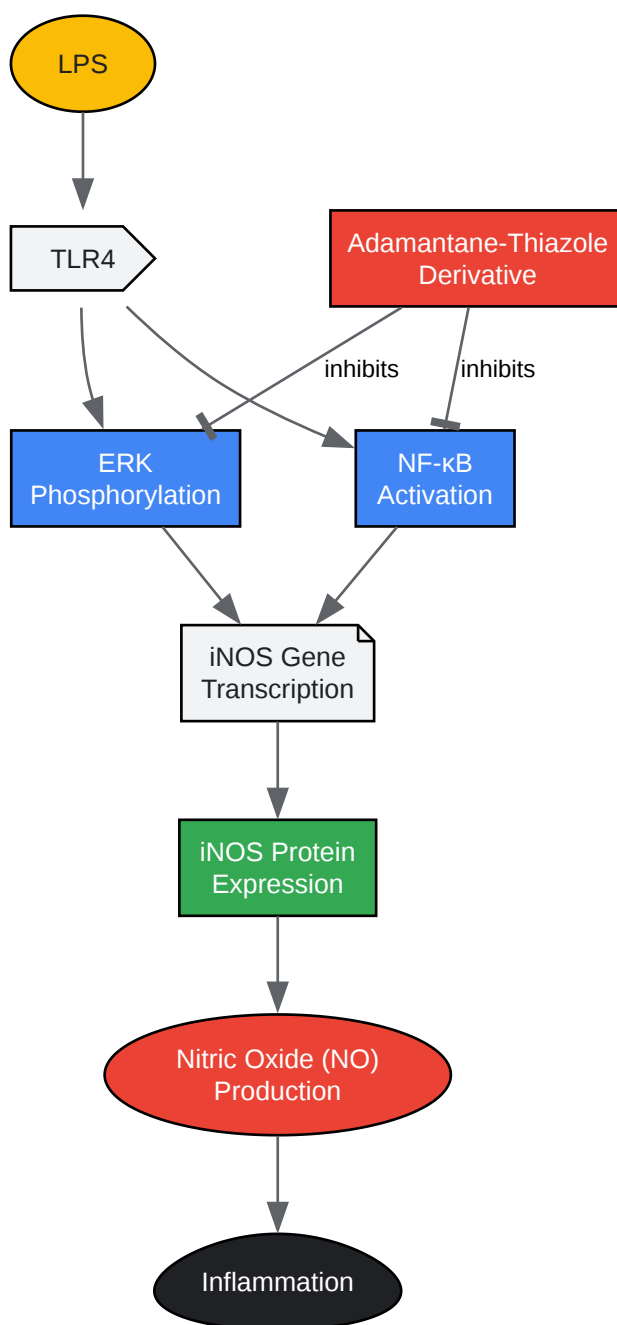 LPS
TLR4
Adamantane-Thiazole
Derivative
inhibits
inhibits
ERK
Phosphorylation
NF-κB
Activation
iNOS Gene
Transcription
iNOS Protein
Expression
Nitric Oxide (NO)
Production
Inflammation